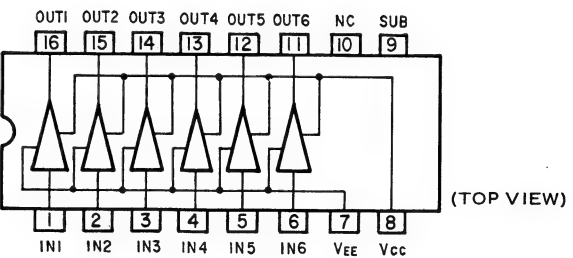 OUT1 OUT2 OUT3 OUT4 OUT5 OUT6 NC SUB
16 15 14 13 12 11 10 9
1 2 3 4 5 6 7 8
(TOP VIEW)
IN1 IN2 IN3 IN4 IN5 IN6 VEE VCC